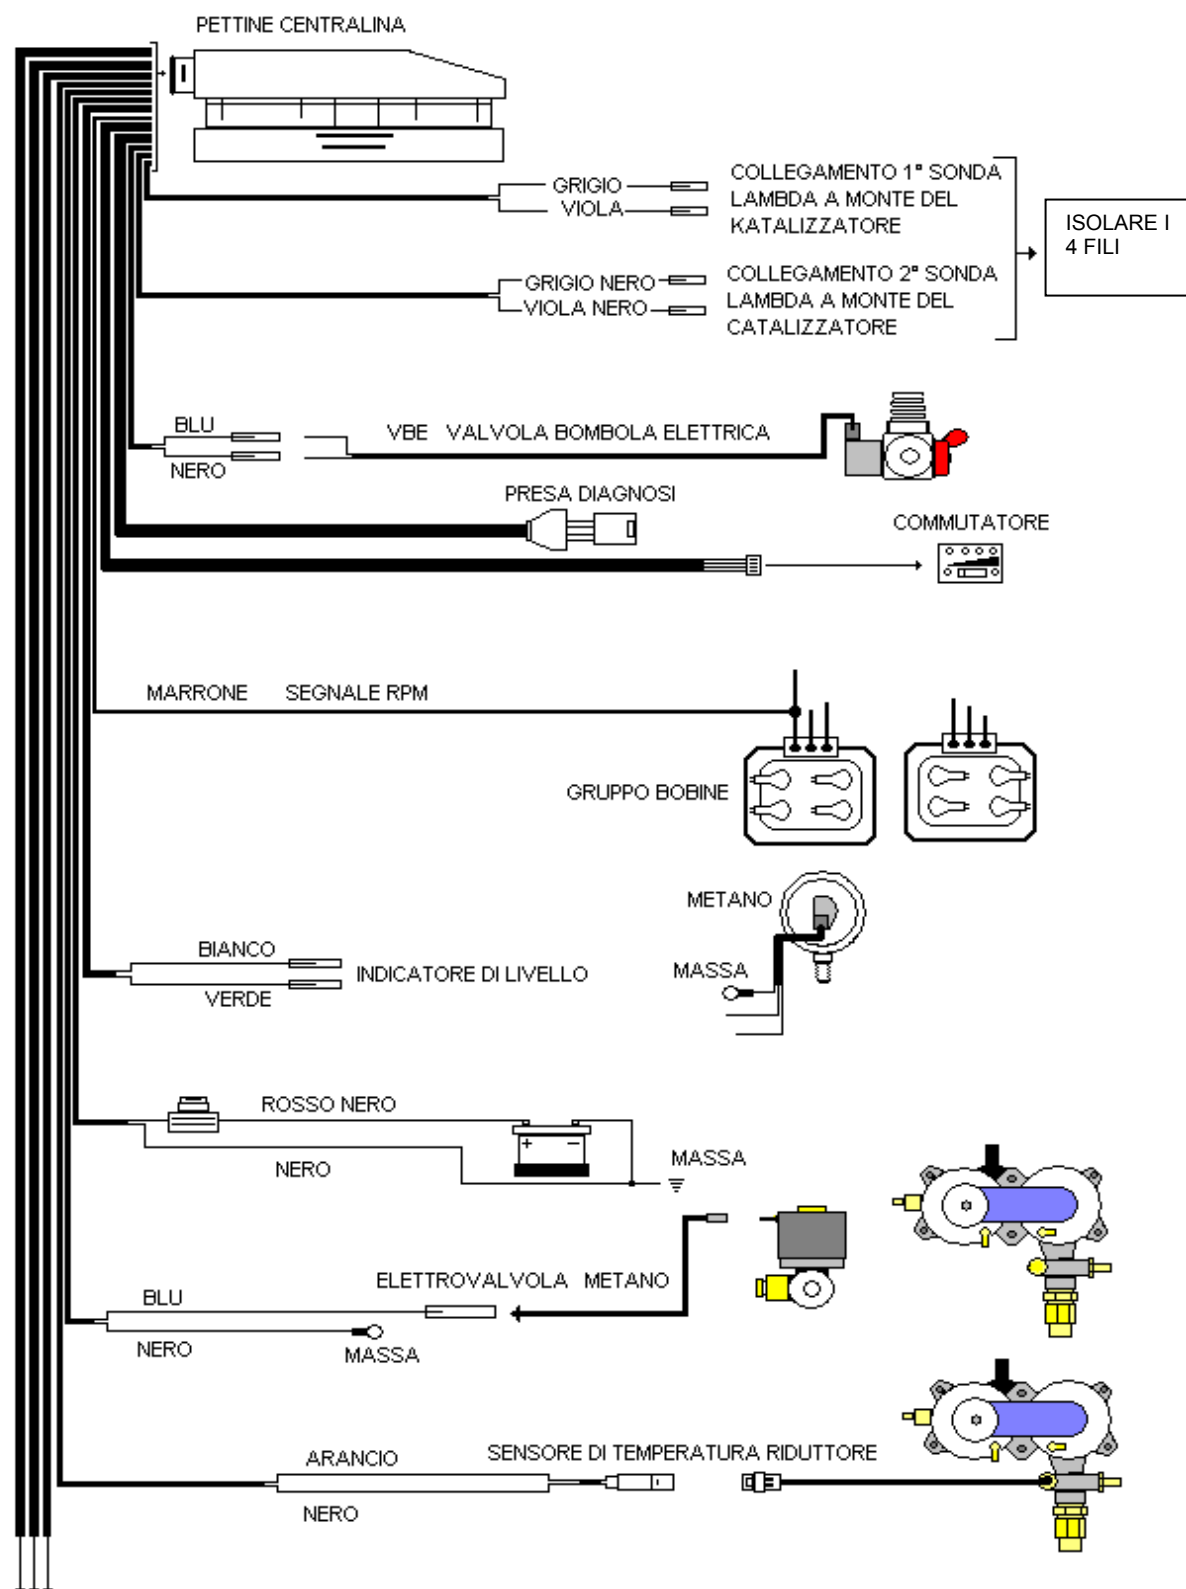 PETTINE CENTRALINA
GRIGIO
VIOLA
COLLEGAMENTO 1ª SONDA
LAMBDA A MONTE DEL
KATALIZZATORE
ISOLARE I
4 FILI
GRIGIO NERO
VIOLA NERO
COLLEGAMENTO 2ª SONDA
LAMBDA A MONTE DEL
CATALIZZATORE
BLU
NERO
VBE VALVOLA BOMBOLA ELETTRICA
PRESA DIAGNOSI
COMMUTATORE
MARRONE SEGNALE RPM
GRUPPO BOBINE
METANO
MASSA
BIANCO
VERDE
INDICATORE DI LIVELLO
ROSSO NERO
+ −
NERO
MASSA
ELETTROVALVOLA METANO
BLU
NERO
MASSA
SENSORE DI TEMPERATURA RIDUTTORE
ARANCIO
NERO